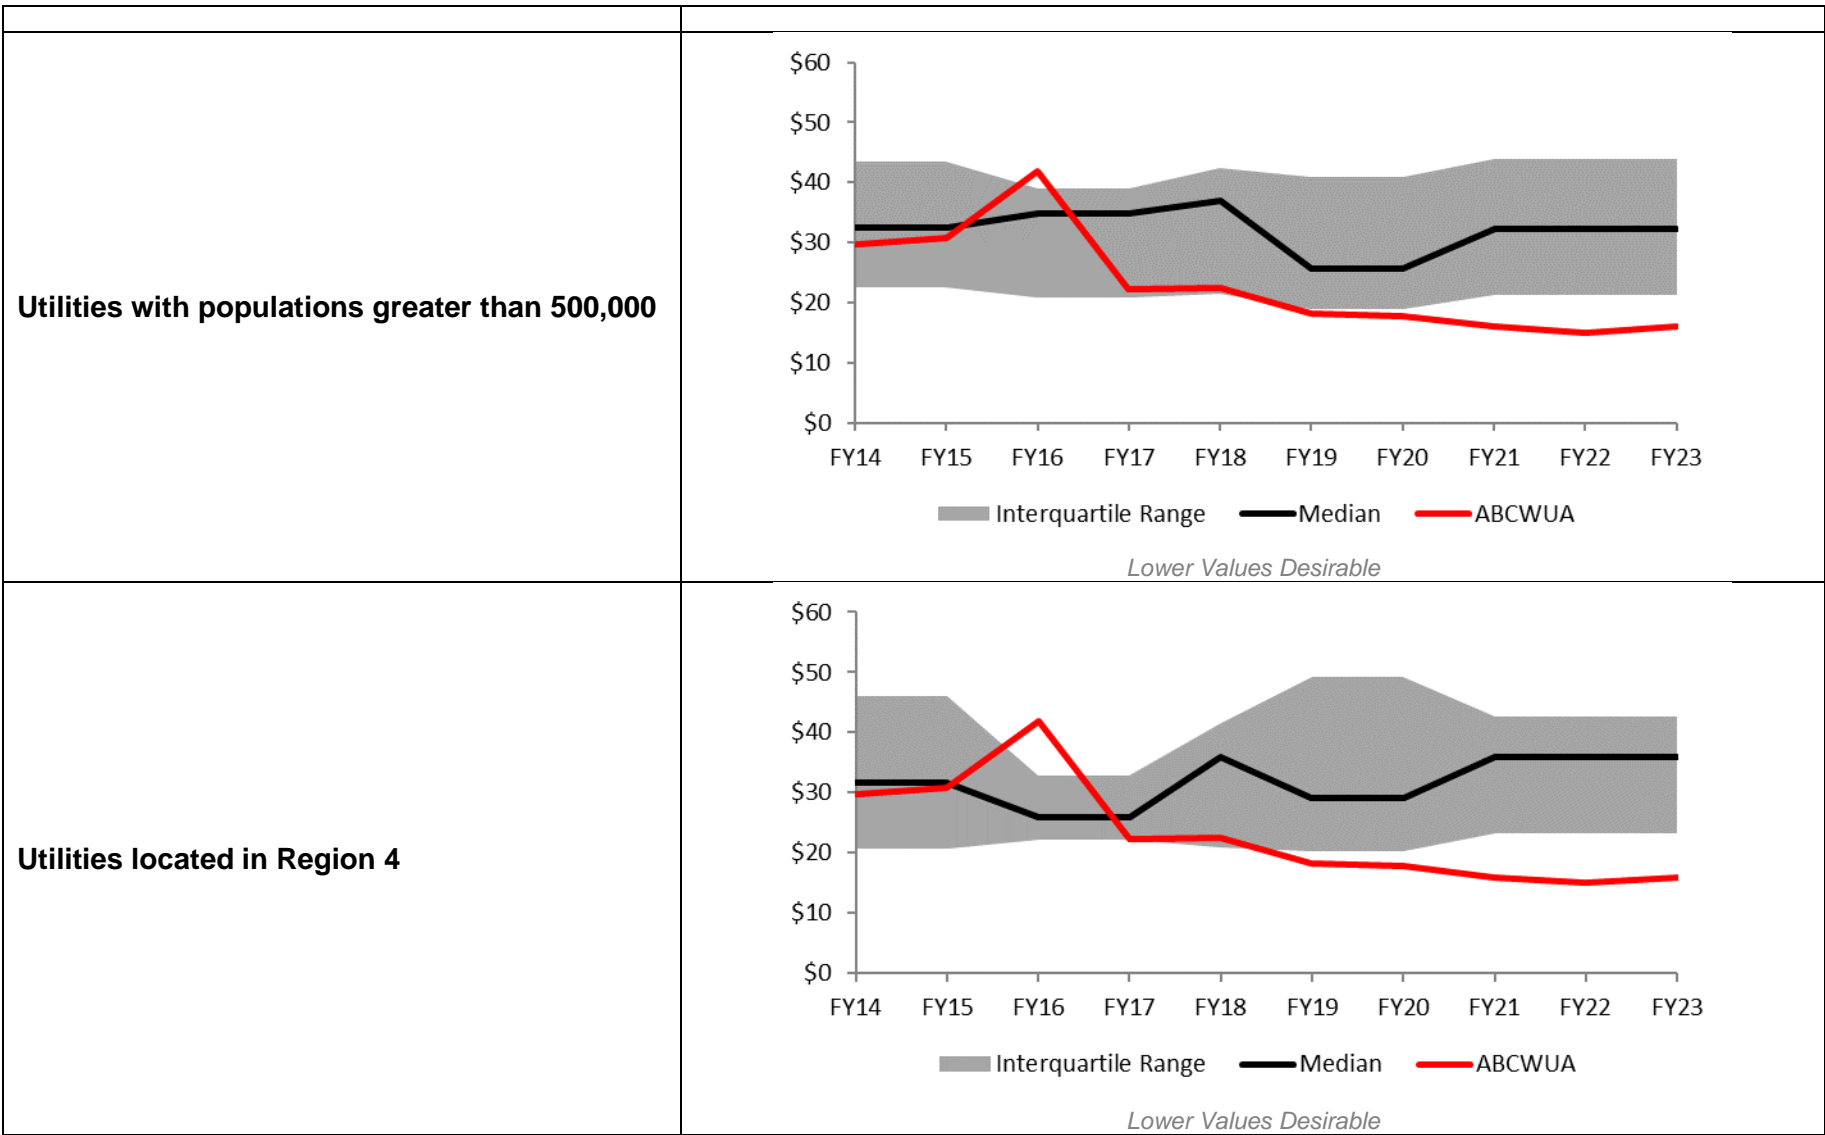 Utilities with populations greater than 500,000
$60
$50
$40
$30
$20
$10
$0
FY14 FY15 FY16 FY17 FY18 FY19 FY20 FY21 FY22 FY23
Interquartile Range Median ABCWUA
Lower Values Desirable
Utilities located in Region 4
$60
$50
$40
$30
$20
$10
$0
FY14 FY15 FY16 FY17 FY18 FY19 FY20 FY21 FY22 FY23
Interquartile Range Median ABCWUA
Lower Values Desirable